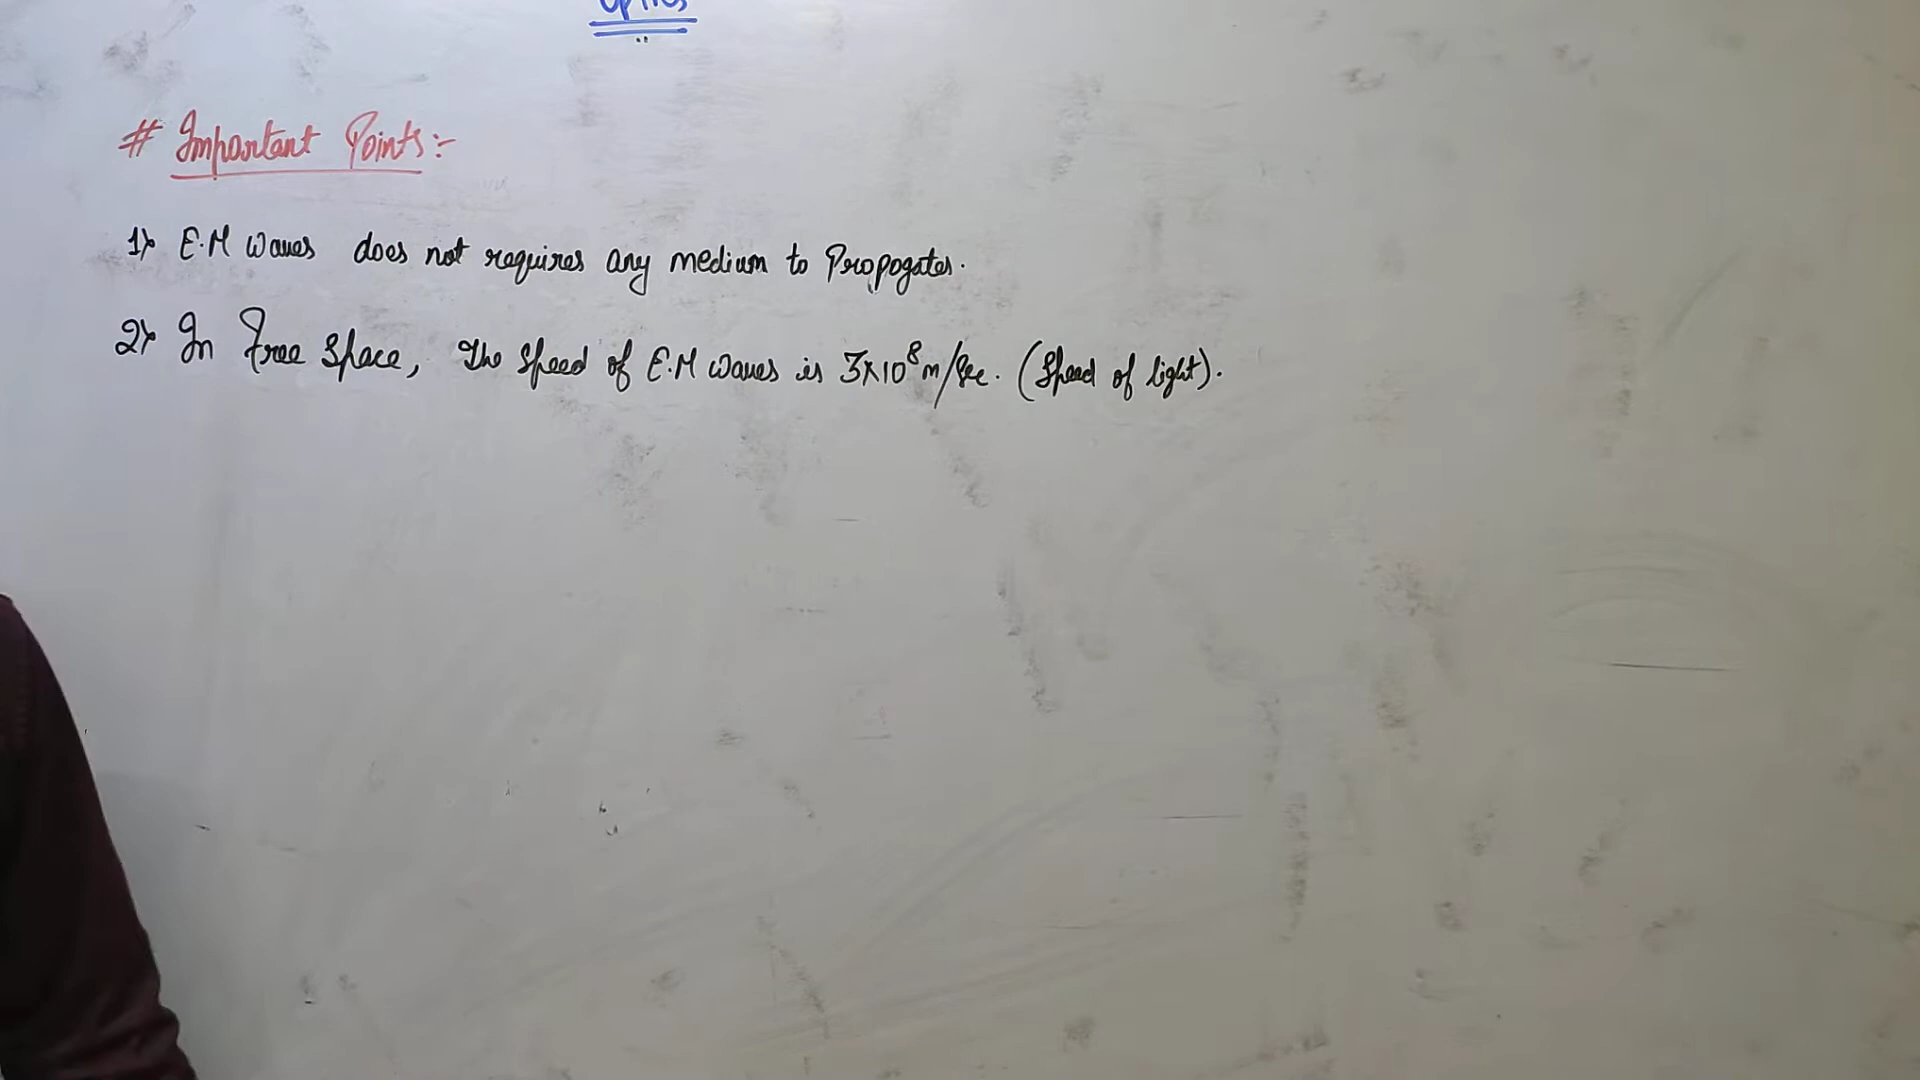 Optics
# Important Points:-
1) E.M Waves does not requires any medium to Propogates.
2) In Free Space, The Speed of E.M waves is 3×10⁸ m/sec. (Speed of light).